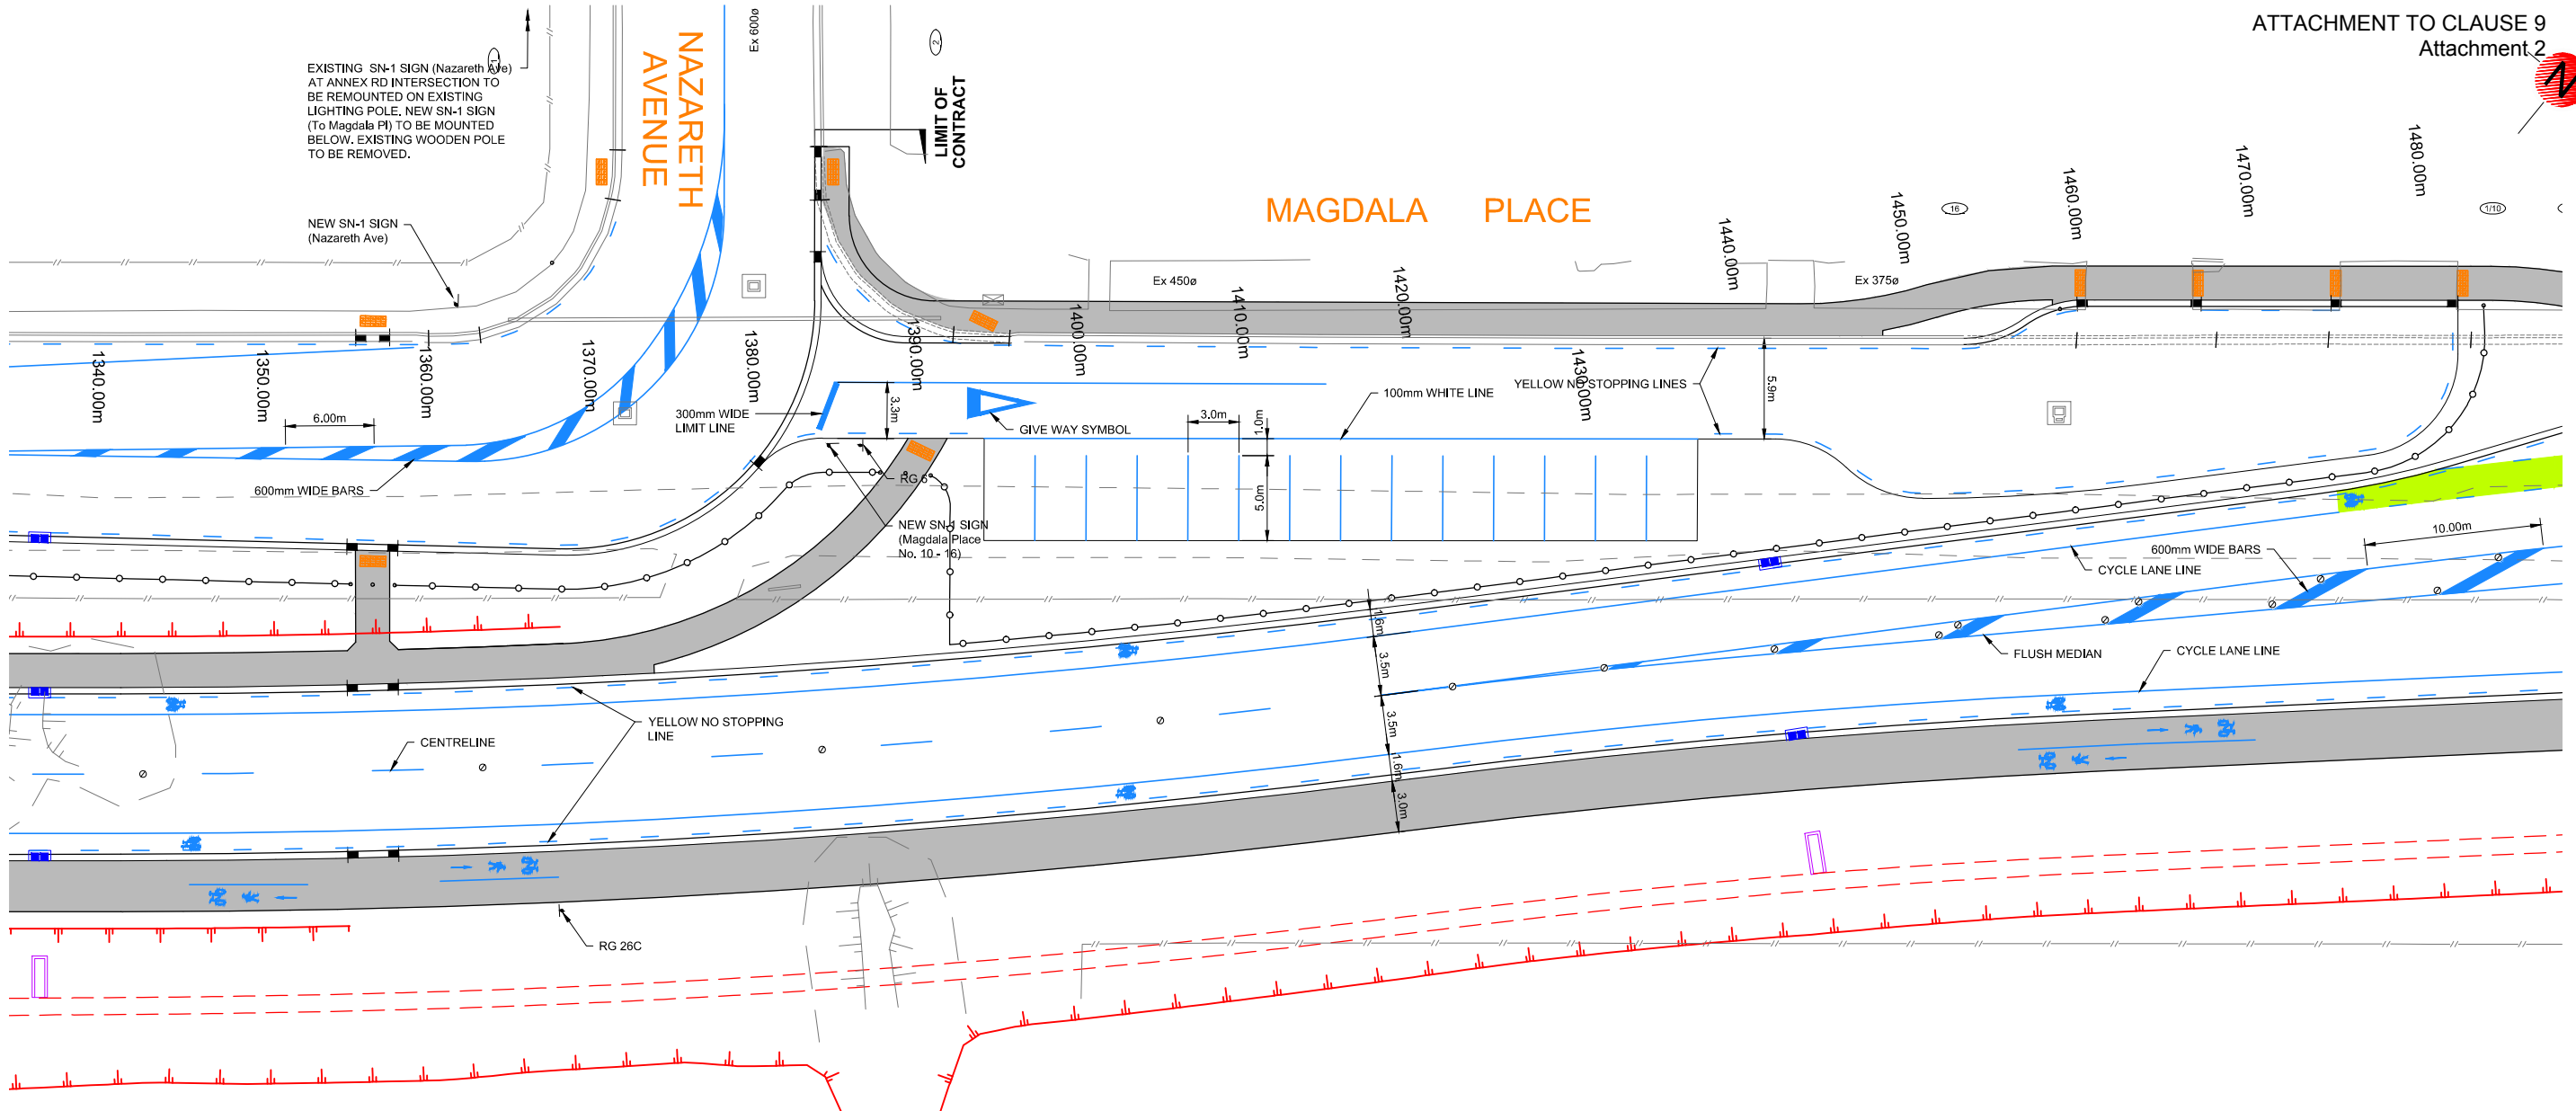 ATTACHMENT TO CLAUSE 9
Attachment 2
N
EXISTING SN-1 SIGN (Nazareth Ave)
AT ANNEX RD INTERSECTION TO
BE REMOUNTED ON EXISTING
LIGHTING POLE. NEW SN-1 SIGN
(To Magdala Pl) TO BE MOUNTED
BELOW. EXISTING WOODEN POLE
TO BE REMOVED.
NAZARETH
AVENUE
Ex 600ø
2
LIMIT OF
CONTRACT
MAGDALA PLACE
NEW SN-1 SIGN
(Nazareth Ave)
Ex 450ø
Ex 375ø
16
1/10
1340.00m
1350.00m
1360.00m
1370.00m
1380.00m
1390.00m
1400.00m
1410.00m
1420.00m
1430.00m
1440.00m
1450.00m
1460.00m
1470.00m
1480.00m
6.00m
300mm WIDE
LIMIT LINE
3.3m
GIVE WAY SYMBOL
3.0m
1.0m
5.0m
100mm WHITE LINE
YELLOW NO STOPPING LINES
5.9m
600mm WIDE BARS
RG 6
NEW SN-1 SIGN
(Magdala Place
No. 10 - 16)
10.00m
600mm WIDE BARS
CYCLE LANE LINE
FLUSH MEDIAN
CYCLE LANE LINE
1.6m
3.5m
3.5m
1.6m
3.0m
YELLOW NO STOPPING
LINE
CENTRELINE
RG 26C